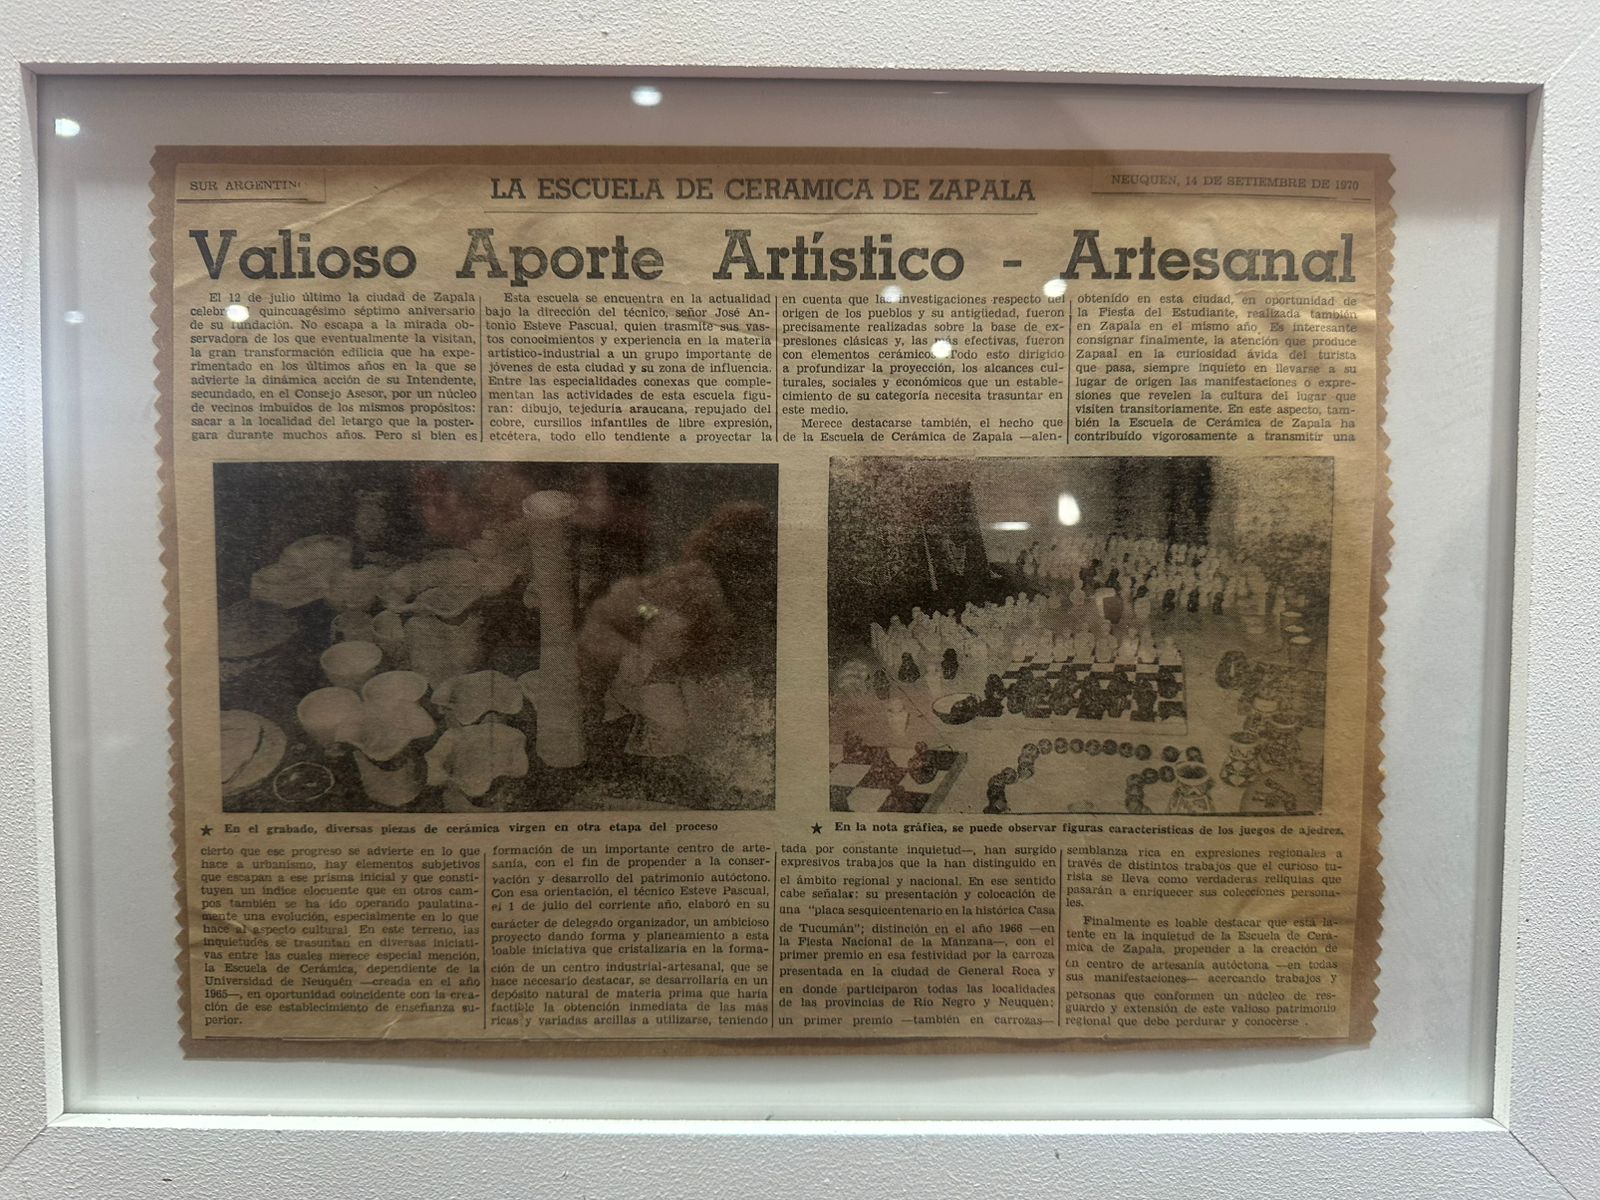 SUR ARGENTIN
LA ESCUELA DE CERAMICA DE ZAPALA
NEUQUEN, 14 DE SETIEMBRE DE 1970
Valioso Aporte Artístico - Artesanal
El 12 de julio último la ciudad de Zapala
celebr quincuagésimo séptimo aniversario
de su fundación. No escapa a la mirada ob-
servadora de los que eventualmente la visitan,
la gran transformación edilicia que ha expe-
rimentado en los últimos años en la que se
advierte la dinámica acción de su Intendente,
secundado, en el Consejo Asesor, por un núcleo
de vecinos imbuídos de los mismos propósitos:
sacar a la localidad del letargo que la poster-
gara durante muchos años. Pero si bien es
cierto que ese progreso se advierte en lo que
hace a urbanismo, hay elementos subjetivos
que escapan a ese prisma inicial y que consti-
tuyen un índice elocuente que en otros cam-
pos también se ha ido operando paulatina-
mente una evolución, especialmente en lo que
hace al aspecto cultural. En este terreno, las
inquietudes se trasuntan en diversas iniciati-
vas entre las cuales merece especial mención,
la Escuela de Cerámica, dependiente de la
Universidad de Neuquén —creada en el año
1965—, en oportunidad coincidente con la crea-
ción de ese establecimiento de enseñanza su-
perior.
Esta escuela se encuentra en la actualidad
bajo la dirección del técnico, señor José An-
tonio Esteve Pascual, quien trasmite sus vas-
tos conocimientos y experiencia en la materia
artístico-industrial a un grupo importante de
jóvenes de esta ciudad y su zona de influencia.
Entre las especialidades conexas que comple-
mentan las actividades de esta escuela figu-
ran: dibujo, tejeduría araucana, repujado del
cobre, cursillos infantiles de libre expresión,
etcétera, todo ello tendiente a proyectar la
formación de un importante centro de arte-
sanía, con el fin de propender a la conser-
vación y desarrollo del patrimonio autóctono.
Con esa orientación, el técnico Esteve Pascual,
el 1 de julio del corriente año, elaboró en su
carácter de delegado organizador, un ambicioso
proyecto dando forma y planeamiento a esta
loable iniciativa que cristalizaría en la forma-
ción de un centro industrial-artesanal, que se
hace necesario destacar, se desarrollaría en un
depósito natural de materia prima que haría
factible la obtención inmediata de las más
ricas y variadas arcillas a utilizarse, teniendo
en cuenta que las investigaciones respecto del
origen de los pueblos y su antigüedad, fueron
precisamente realizadas sobre la base de ex-
presiones clásicas y, las más efectivas, fueron
con elementos cerámicos. Todo esto dirigido
a profundizar la proyección, los alcances cul-
turales, sociales y económicos que un estable-
cimiento de su categoría necesita trasuntar en
este medio.
Merece destacarse también, el hecho que
de la Escuela de Cerámica de Zapala —alen-
tada por constante inquietud—, han surgido
expresivos trabajos que la han distinguido en
el ámbito regional y nacional. En ese sentido
cabe señalar: su presentación y colocación de
una "placa sesquicentenario en la histórica Casa
de Tucumán"; distinción en el año 1966 —en
la Fiesta Nacional de la Manzana—, con el
primer premio en esa festividad por la carroza
presentada en la ciudad de General Roca y
en donde participaron todas las localidades
de las provincias de Río Negro y Neuquén;
un primer premio —también en carrozas—
obtenido en esta ciudad, en oportunidad de
la Fiesta del Estudiante, realizada también
en Zapala en el mismo año. Es interesante
consignar finalmente, la atención que produce
Zapaal en la curiosidad ávida del turista
que pasa, siempre inquieto en llevarse a su
lugar de origen las manifestaciones o expre-
siones que revelen la cultura del lugar que
visiten transitoriamente. En este aspecto, tam-
bién la Escuela de Cerámica de Zapala ha
contribuído vigorosamente a transmitir una
semblanza rica en expresiones regionales a
través de distintos trabajos que el curioso tu-
rista se lleva como verdaderas reliquias que
pasarán a enriquecer sus colecciones persona-
les.
Finalmente es loable destacar que está la-
tente en la inquietud de la Escuela de Cerá-
mica de Zapala, propender a la creación de
un centro de artesanía autóctona —en todas
sus manifestaciones— acercando trabajos y
personas que conformen un núcleo de res-
guardo y extensión de este valioso patrimonio
regional que debe perdurar y conocerse.
★ En el grabado, diversas piezas de cerámica virgen en otra etapa del proceso
★ En la nota gráfica, se puede observar figuras características de los juegos de ajedrez.